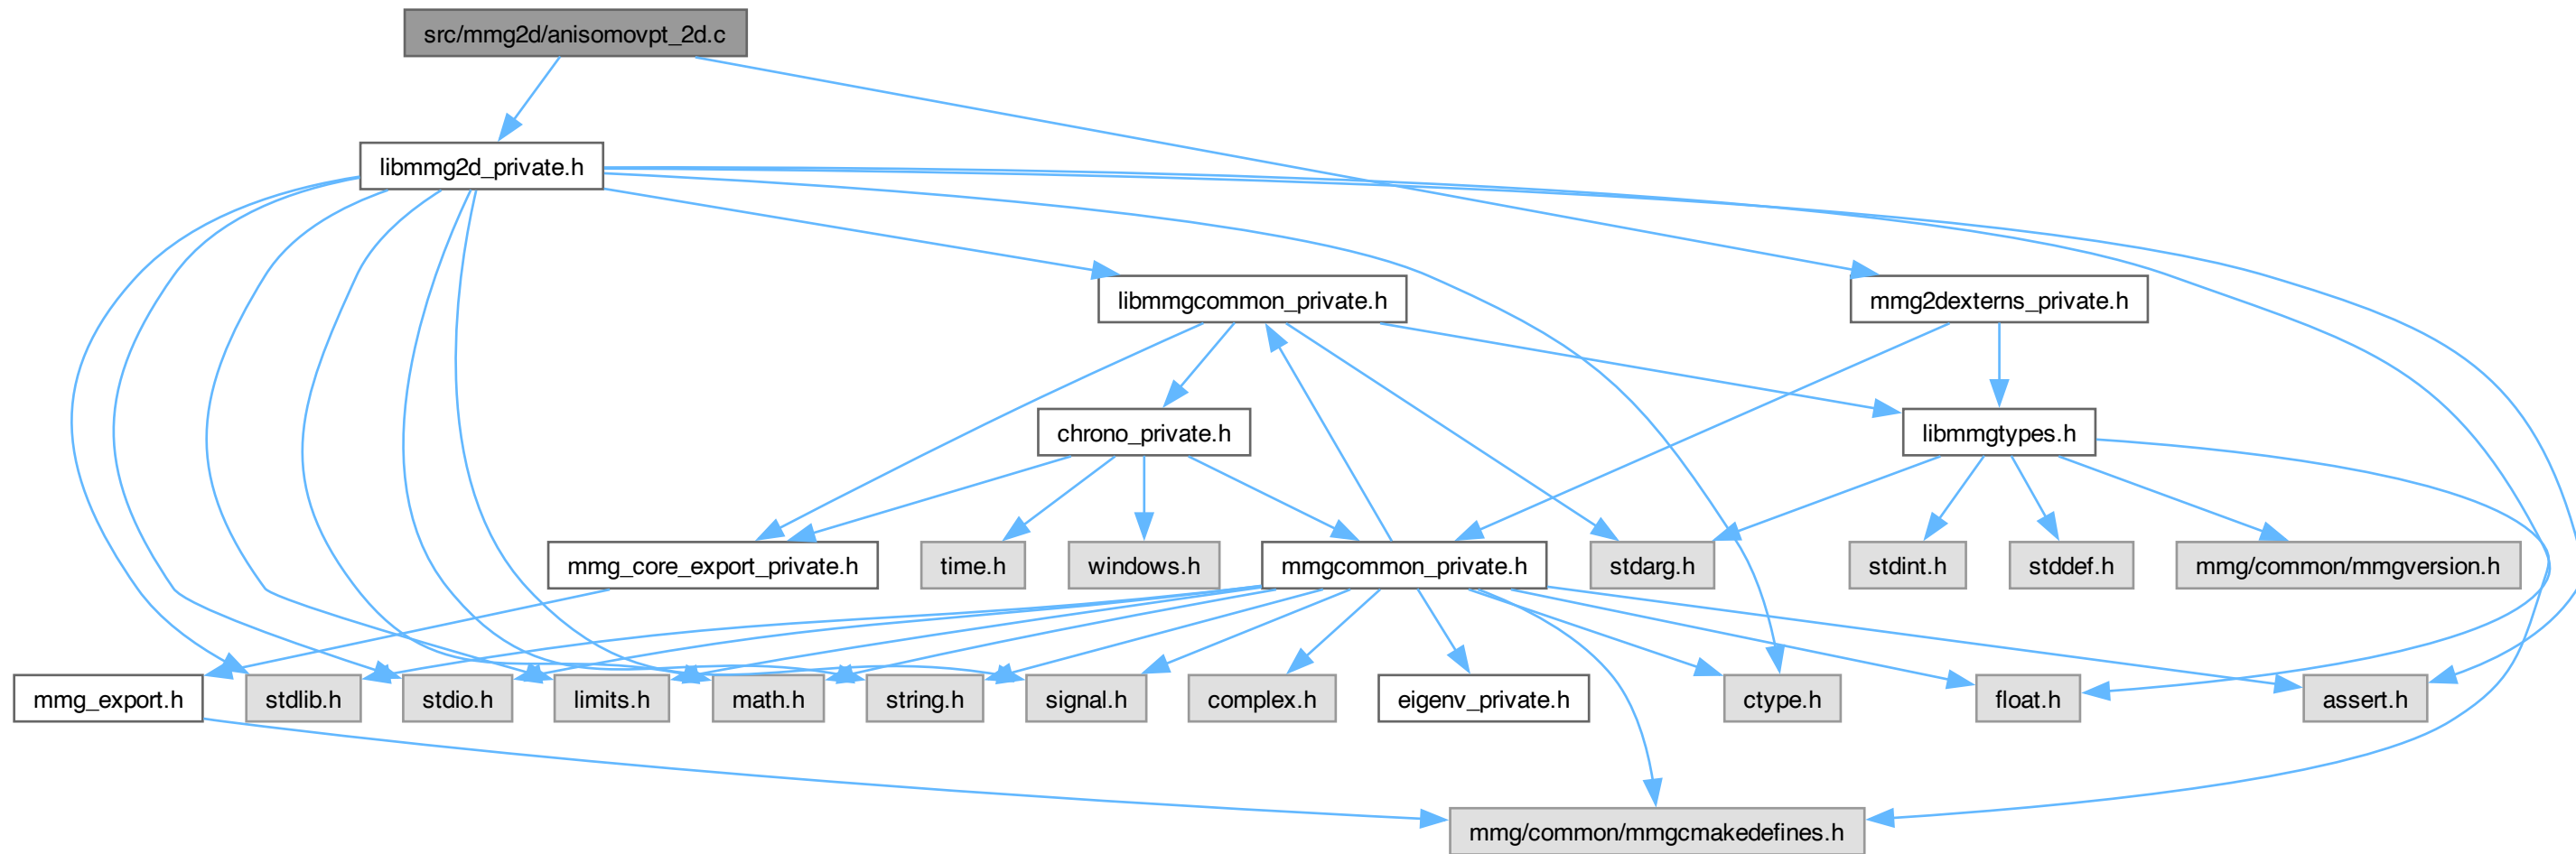 src/mmg2d/anisomovpt_2d.c
libmmg2d_private.h
libmmgcommon_private.h
mmg2dexterns_private.h
chrono_private.h
libmmgtypes.h
mmg_core_export_private.h
time.h
windows.h
mmgcommon_private.h
stdarg.h
stdint.h
stddef.h
mmg/common/mmgversion.h
mmg_export.h
stdlib.h
stdio.h
limits.h
math.h
string.h
signal.h
complex.h
eigenv_private.h
ctype.h
float.h
assert.h
mmg/common/mmgcmakedefines.h